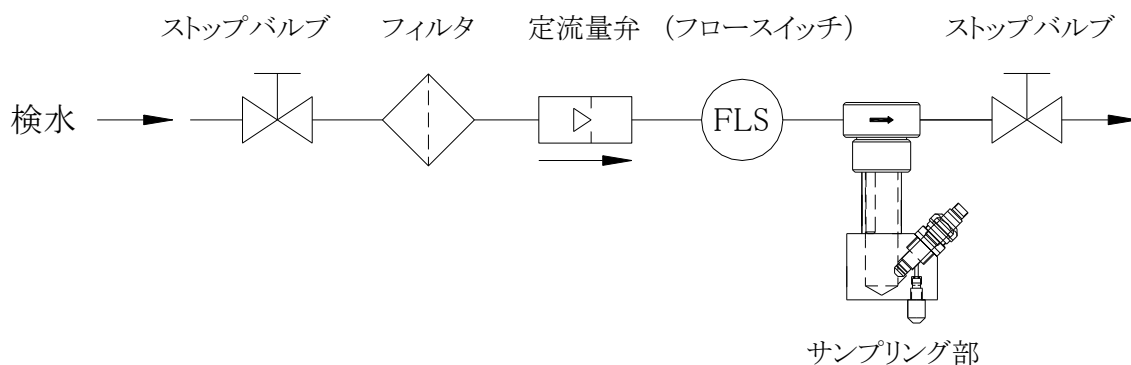 ストップバルブ
フィルタ
定流量弁
(フロースイッチ)
ストップバルブ
検水
FLS
サンプリング部